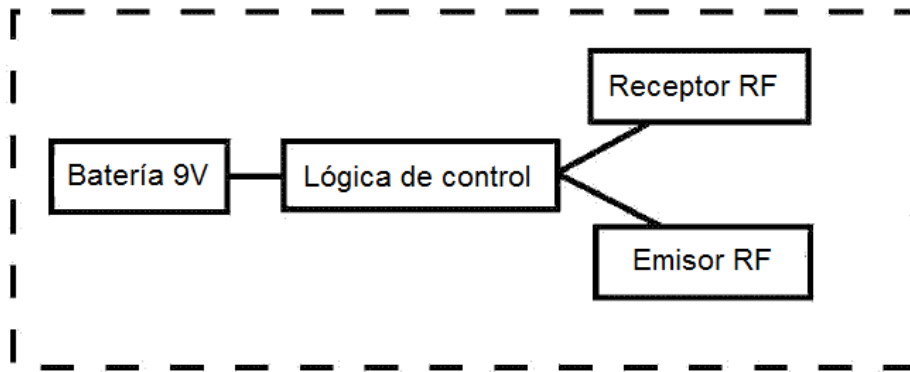 Receptor RF
Batería 9V
Lógica de control
Emisor RF